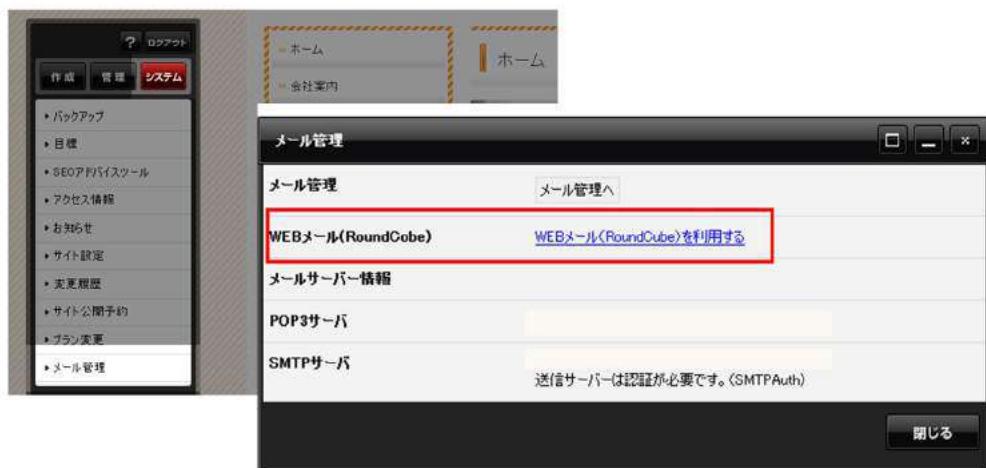 ? ログアウト
作成 管理 システム
バックアップ
目標
SEOアドバイスツール
アクセス情報
お知らせ
サイト設定
変更履歴
サイト公開予約
プラン変更
メール管理
ホーム
会社案内
ホーム
メール管理
メール管理 メール管理へ
WEBメール(RoundCobe) WEBメール(RoundCube)を利用する
メールサーバー情報
POP3サーバ
SMTPサーバ
送信サーバーは認証が必要です。(SMTPAuth)
閉じる